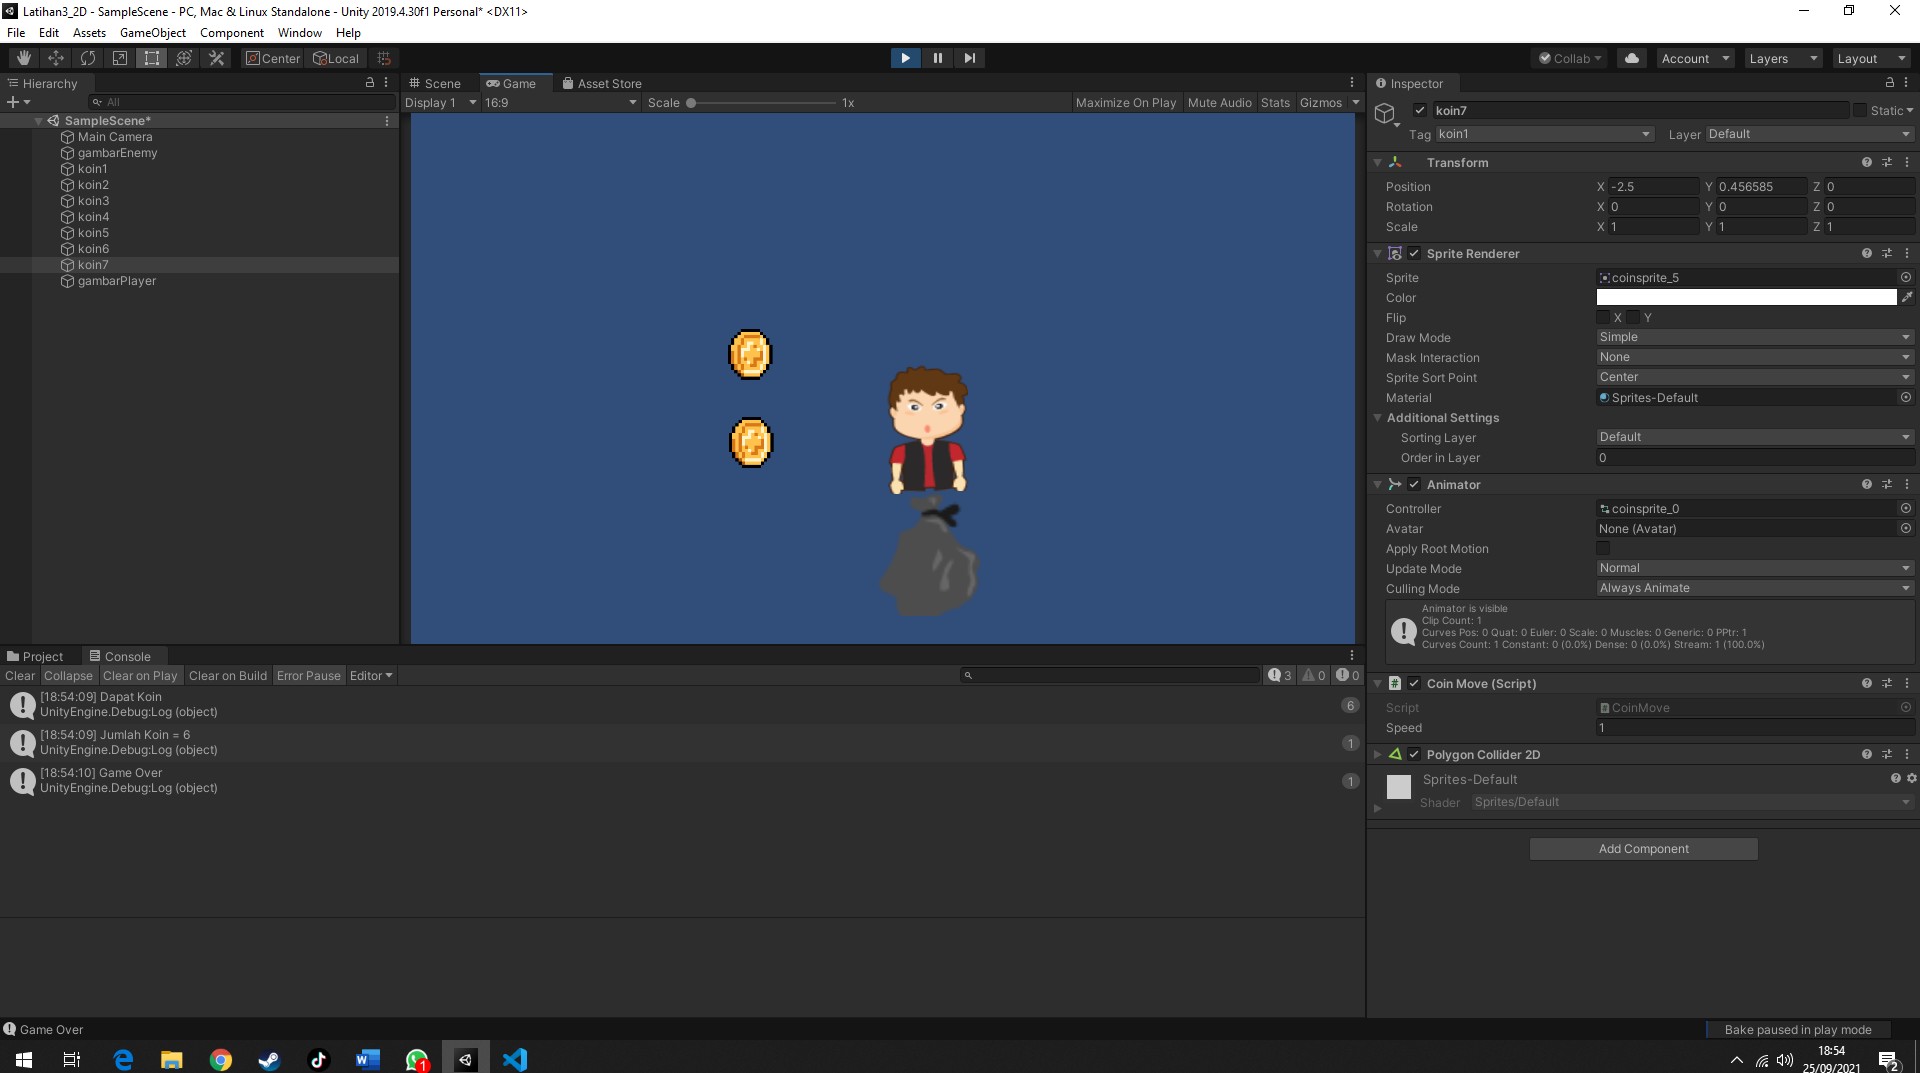 Latihan3_2D - SampleScene - PC, Mac & Linux Standalone - Unity 2019.4.30f1 Personal* <DX11>
File Edit Assets GameObject Component Window Help
Center Local Collab Account Layers Layout
Hierarchy
All
SampleScene*
Main Camera
gambarEnemy
koin1
koin2
koin3
koin4
koin5
koin6
koin7
gambarPlayer
Scene Game Asset Store
Display 1 16:9 Scale 1x Maximize On Play Mute Audio Stats Gizmos
Project Console
Clear Collapse Clear on Play Clear on Build Error Pause Editor 3 0 0
[18:54:09] Dapat Koin
UnityEngine.Debug:Log (object)
6
[18:54:09] Jumlah Koin = 6
UnityEngine.Debug:Log (object)
1
[18:54:10] Game Over
UnityEngine.Debug:Log (object)
1
Inspector
koin7 Static
Tag koin1 Layer Default
Transform
Position X -2.5 Y 0.456585 Z 0
Rotation X 0 Y 0 Z 0
Scale X 1 Y 1 Z 1
Sprite Renderer
Sprite coinsprite_5
Color
Flip X Y
Draw Mode Simple
Mask Interaction None
Sprite Sort Point Center
Material Sprites-Default
Additional Settings
Sorting Layer Default
Order in Layer 0
Animator
Controller coinsprite_0
Avatar None (Avatar)
Apply Root Motion
Update Mode Normal
Culling Mode Always Animate
Animator is visible
Clip Count: 1
Curves Pos: 0 Quat: 0 Euler: 0 Scale: 0 Muscles: 0 Generic: 0 PPtr: 1
Curves Count: 1 Constant: 0 (0.0%) Dense: 0 (0.0%) Stream: 1 (100.0%)
Coin Move (Script)
Script CoinMove
Speed 1
Polygon Collider 2D
Sprites-Default
Shader Sprites/Default
Add Component
Game Over
Bake paused in play mode
1
18:54
25/09/2021
2